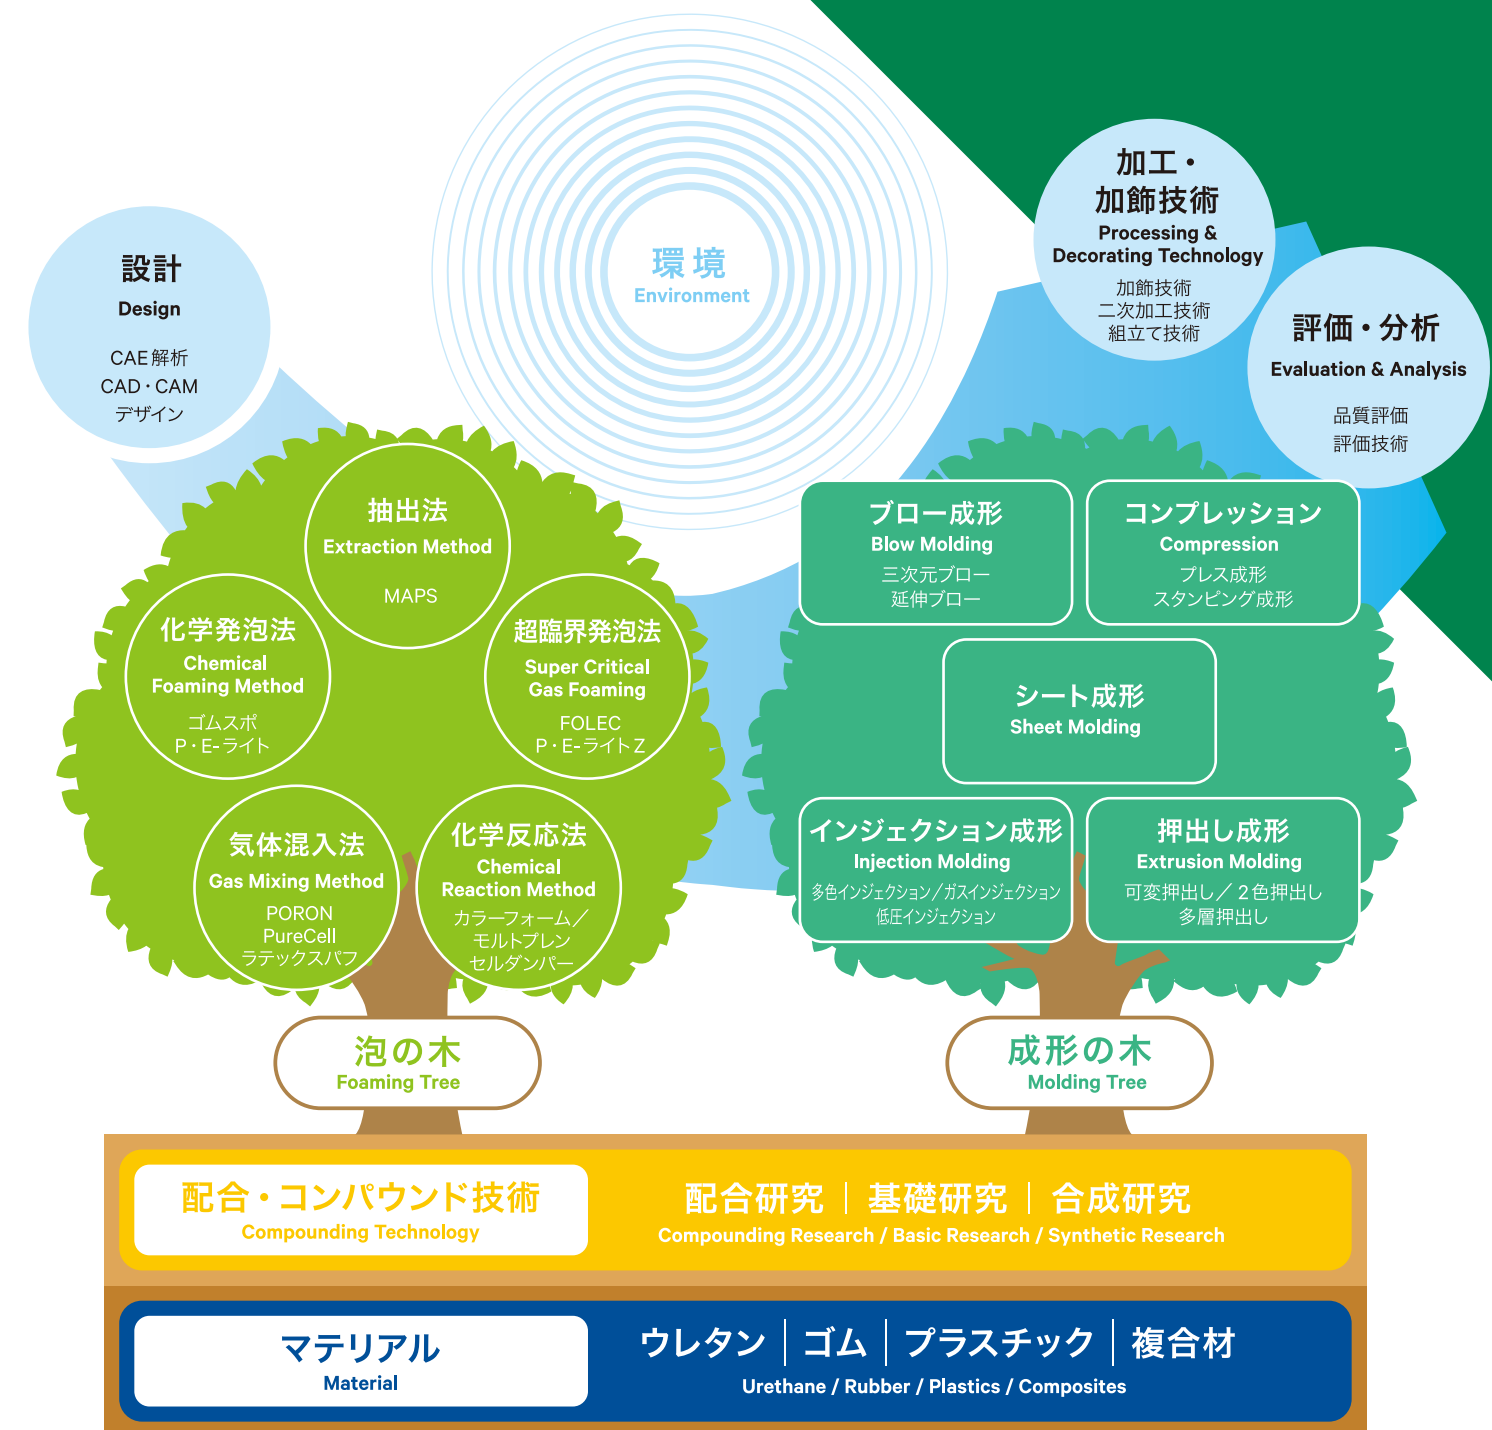 環境
Environment
設計
Design
CAE解析
CAD・CAM
デザイン
加工・
加飾技術
Processing &
Decorating Technology
加飾技術
二次加工技術
組立て技術
評価・分析
Evaluation & Analysis
品質評価
評価技術
抽出法
Extraction Method
MAPS
化学発泡法
Chemical
Foaming Method
ゴムスポ
P・E-ライト
超臨界発泡法
Super Critical
Gas Foaming
FOLEC
P・E-ライトZ
気体混入法
Gas Mixing Method
PORON
PureCell
ラテックスパフ
化学反応法
Chemical
Reaction Method
カラーフォーム／
モルトプレン
セルダンパー
泡の木
Foaming Tree
ブロー成形
Blow Molding
三次元ブロー
延伸ブロー
コンプレッション
Compression
プレス成形
スタンピング成形
シート成形
Sheet Molding
インジェクション成形
Injection Molding
多色インジェクション／ガスインジェクション
低圧インジェクション
押出し成形
Extrusion Molding
可変押出し／2色押出し
多層押出し
成形の木
Molding Tree
配合・コンパウンド技術
Compounding Technology
配合研究｜基礎研究｜合成研究
Compounding Research / Basic Research / Synthetic Research
マテリアル
Material
ウレタン｜ゴム｜プラスチック｜複合材
Urethane / Rubber / Plastics / Composites